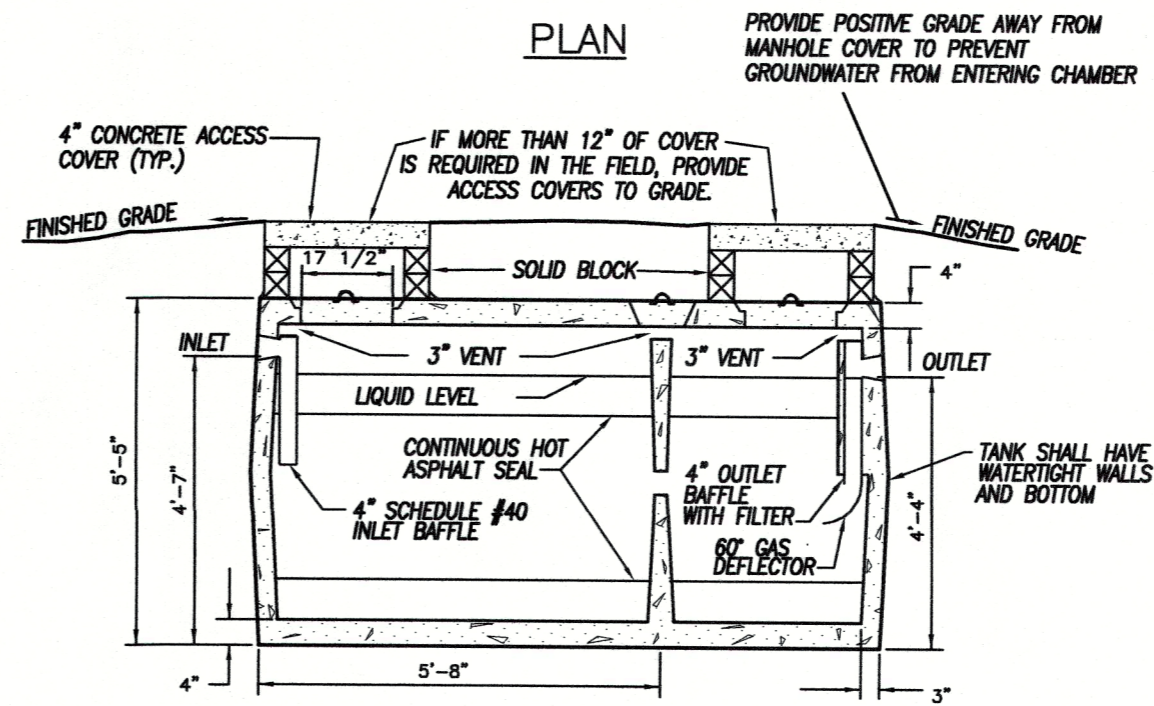 PLAN
PROVIDE POSITIVE GRADE AWAY FROM
MANHOLE COVER TO PREVENT
GROUNDWATER FROM ENTERING CHAMBER
4" CONCRETE ACCESS
COVER (TYP.)
IF MORE THAN 12" OF COVER
IS REQUIRED IN THE FIELD, PROVIDE
ACCESS COVERS TO GRADE.
FINISHED GRADE
FINISHED GRADE
17 1/2"
SOLID BLOCK
4"
INLET
3" VENT
3" VENT
OUTLET
LIQUID LEVEL
CONTINUOUS HOT
ASPHALT SEAL
4" OUTLET
BAFFLE
WITH FILTER
TANK SHALL HAVE
WATERTIGHT WALLS
AND BOTTOM
5'-5"
4'-7"
4" SCHEDULE #40
INLET BAFFLE
60° GAS
DEFLECTOR
4'-4"
4"
5'-8"
3"